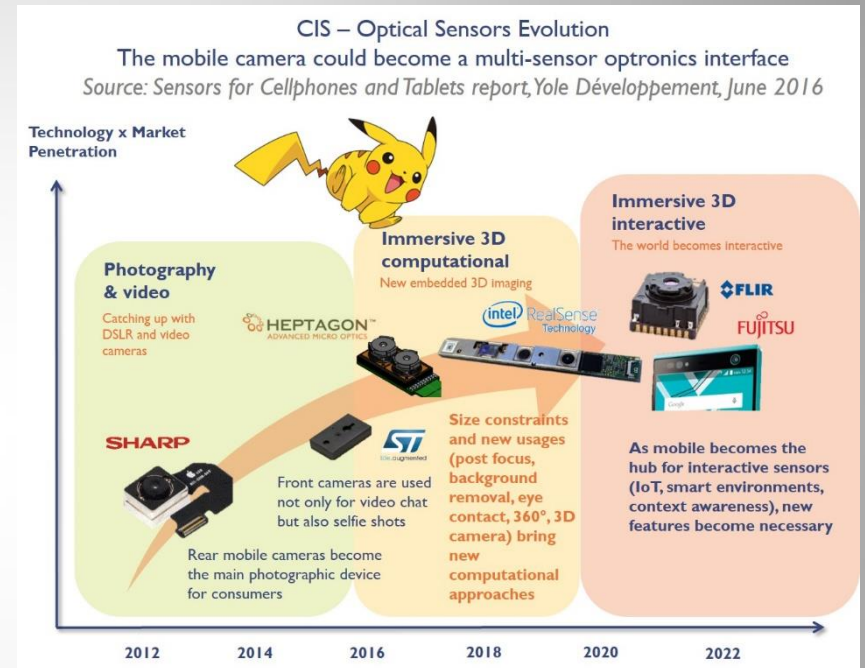 CIS – Optical Sensors Evolution
The mobile camera could become a multi-sensor optronics interface
Source: Sensors for Cellphones and Tablets report, Yole Développement, June 2016
Technology x Market
Penetration
Photography
& video
Catching up with
DSLR and video
cameras
HEPTAGON™
ADVANCED MICRO OPTICS
SHARP
ST
life.augmented
Front cameras are used
not only for video chat
but also selfie shots
Rear mobile cameras become
the main photographic device
for consumers
Immersive 3D
computational
New embedded 3D imaging
intel RealSense
Technology
Size constraints
and new usages
(post focus,
background
removal, eye
contact, 360°, 3D
camera) bring
new
computational
approaches
Immersive 3D
interactive
The world becomes interactive
FLIR
FUJITSU
Google
As mobile becomes the
hub for interactive sensors
(IoT, smart environments,
context awareness), new
features become necessary
2012 2014 2016 2018 2020 2022